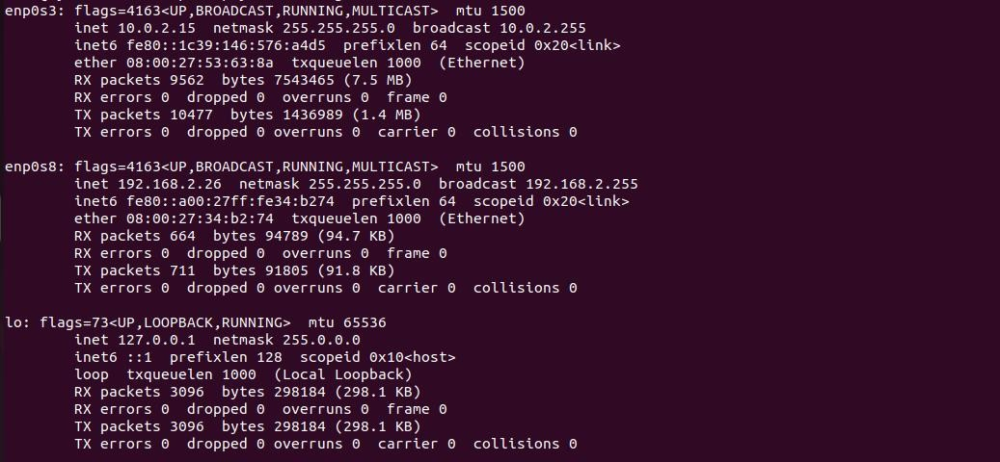 enp0s3: flags=4163<UP,BROADCAST,RUNNING,MULTICAST>  mtu 1500
        inet 10.0.2.15  netmask 255.255.255.0  broadcast 10.0.2.255
        inet6 fe80::1c39:146:576:a4d5  prefixlen 64  scopeid 0x20<link>
        ether 08:00:27:53:63:8a  txqueuelen 1000  (Ethernet)
        RX packets 9562  bytes 7543465 (7.5 MB)
        RX errors 0  dropped 0  overruns 0  frame 0
        TX packets 10477  bytes 1436989 (1.4 MB)
        TX errors 0  dropped 0 overruns 0  carrier 0  collisions 0

enp0s8: flags=4163<UP,BROADCAST,RUNNING,MULTICAST>  mtu 1500
        inet 192.168.2.26  netmask 255.255.255.0  broadcast 192.168.2.255
        inet6 fe80::a00:27ff:fe34:b274  prefixlen 64  scopeid 0x20<link>
        ether 08:00:27:34:b2:74  txqueuelen 1000  (Ethernet)
        RX packets 664  bytes 94789 (94.7 KB)
        RX errors 0  dropped 0  overruns 0  frame 0
        TX packets 711  bytes 91805 (91.8 KB)
        TX errors 0  dropped 0 overruns 0  carrier 0  collisions 0

lo: flags=73<UP,LOOPBACK,RUNNING>  mtu 65536
        inet 127.0.0.1  netmask 255.0.0.0
        inet6 ::1  prefixlen 128  scopeid 0x10<host>
        loop  txqueuelen 1000  (Local Loopback)
        RX packets 3096  bytes 298184 (298.1 KB)
        RX errors 0  dropped 0  overruns 0  frame 0
        TX packets 3096  bytes 298184 (298.1 KB)
        TX errors 0  dropped 0 overruns 0  carrier 0  collisions 0